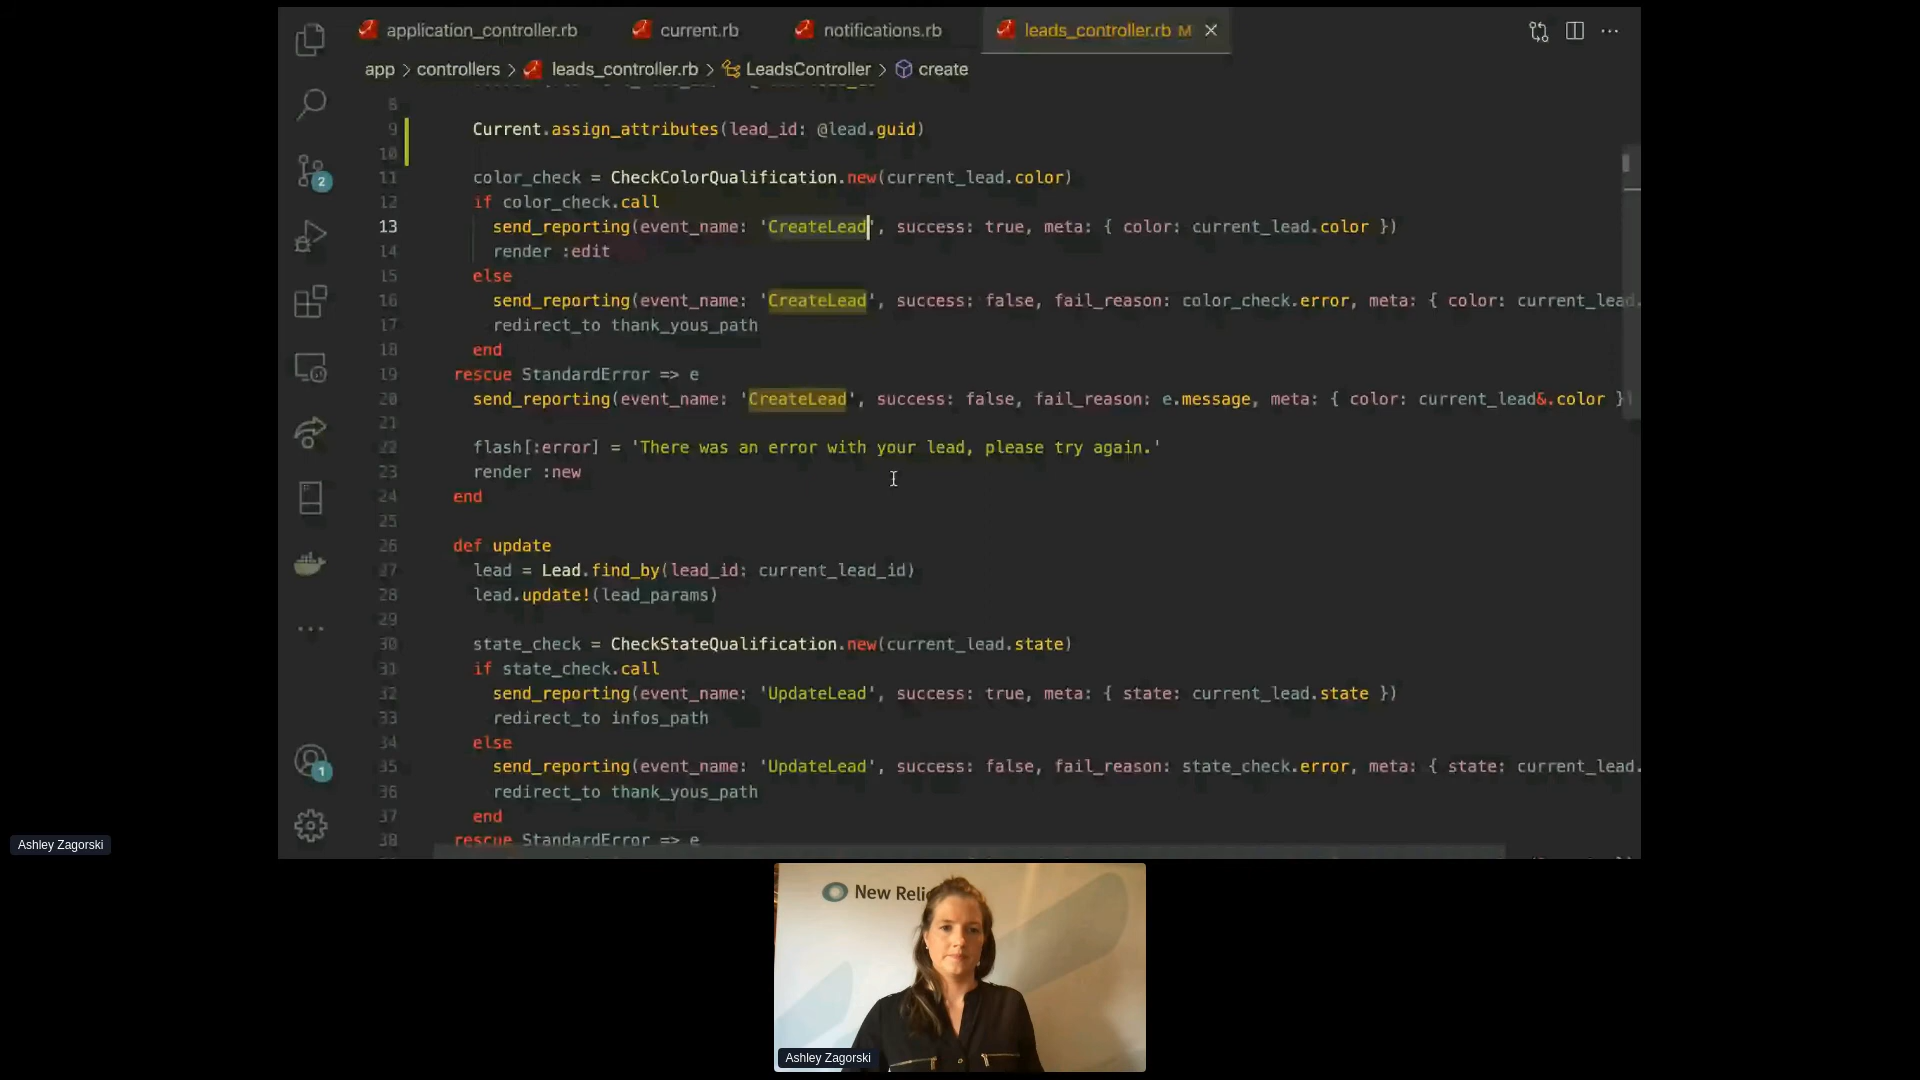 application_controller.rb
current.rb
notifications.rb
leads_controller.rb M
app > controllers > leads_controller.rb > LeadsController > create
8
9 Current.assign_attributes(lead_id: @lead.guid)
10
11 color_check = CheckColorQualification.new(current_lead.color)
12 if color_check.call
13 send_reporting(event_name: 'CreateLead', success: true, meta: { color: current_lead.color })
14 render :edit
15 else
16 send_reporting(event_name: 'CreateLead', success: false, fail_reason: color_check.error, meta: { color: current_lead.
17 redirect_to thank_yous_path
18 end
19 rescue StandardError => e
20 send_reporting(event_name: 'CreateLead', success: false, fail_reason: e.message, meta: { color: current_lead&.color })
21
22 flash[:error] = 'There was an error with your lead, please try again.'
23 render :new
24 end
25
26 def update
27 lead = Lead.find_by(lead_id: current_lead_id)
28 lead.update!(lead_params)
29
30 state_check = CheckStateQualification.new(current_lead.state)
31 if state_check.call
32 send_reporting(event_name: 'UpdateLead', success: true, meta: { state: current_lead.state })
33 redirect_to infos_path
34 else
35 send_reporting(event_name: 'UpdateLead', success: false, fail_reason: state_check.error, meta: { state: current_lead.
36 redirect_to thank_yous_path
37 end
38 rescue StandardError => e
2
1
Ashley Zagorski
New Reli
Ashley Zagorski